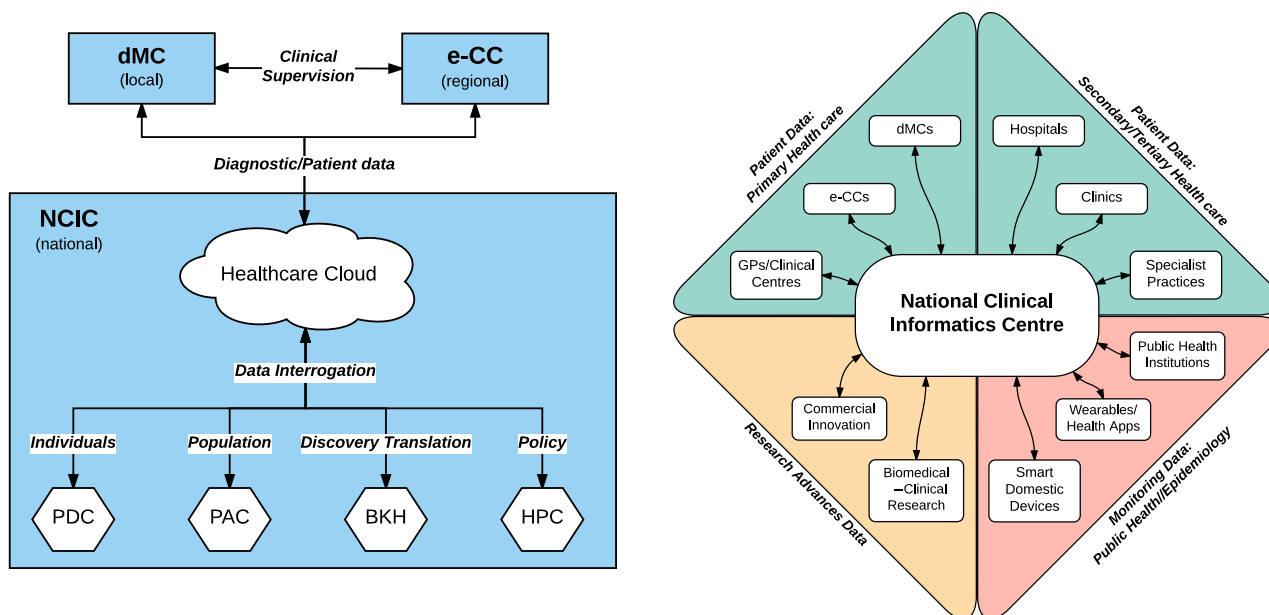 dMC
(local)
Clinical
Supervision
e-CC
(regional)
Diagnostic/Patient data
NCIC
(national)
Healthcare Cloud
Data Interrogation
Individuals
Population
Discovery Translation
Policy
PDC
PAC
BKH
HPC
Patient Data:
Primary Health care
Patient Data:
Secondary/Tertiary Health care
dMCs
Hospitals
e-CCs
Clinics
GPs/Clinical
Centres
Specialist
Practices
National Clinical
Informatics Centre
Public Health
Institutions
Commercial
Innovation
Wearables/
Health Apps
Biomedical
–Clinical
Research
Smart
Domestic
Devices
Research Advances Data
Monitoring Data:
Public Health//Epidemiology